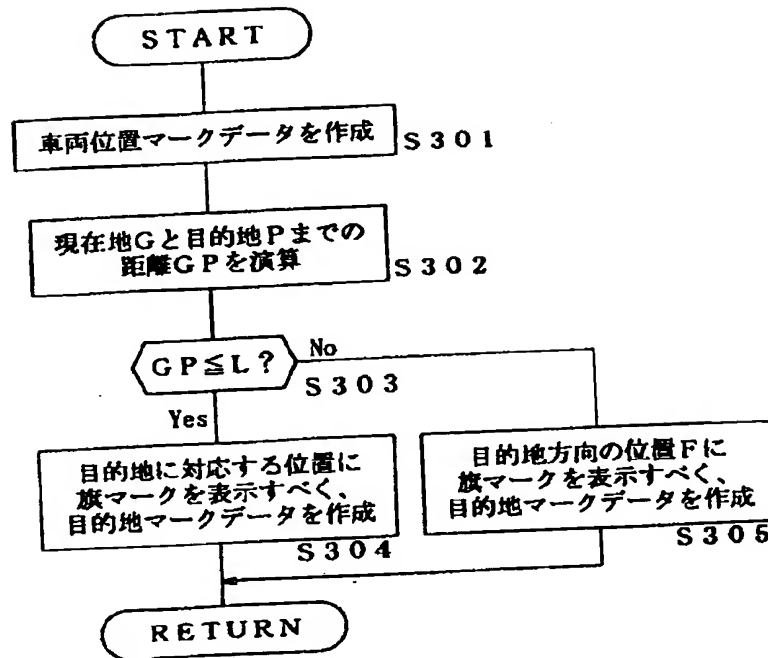 START
車両位置マークデータを作成
S301
現在地Gと目的地Pまでの
距離GPを演算
S302
GP≦L?
No
S303
Yes
目的地に対応する位置に
旗マークを表示すべく、
目的地マークデータを作成
S304
目的地方向の位置Fに
旗マークを表示すべく、
目的地マークデータを作成
S305
RETURN